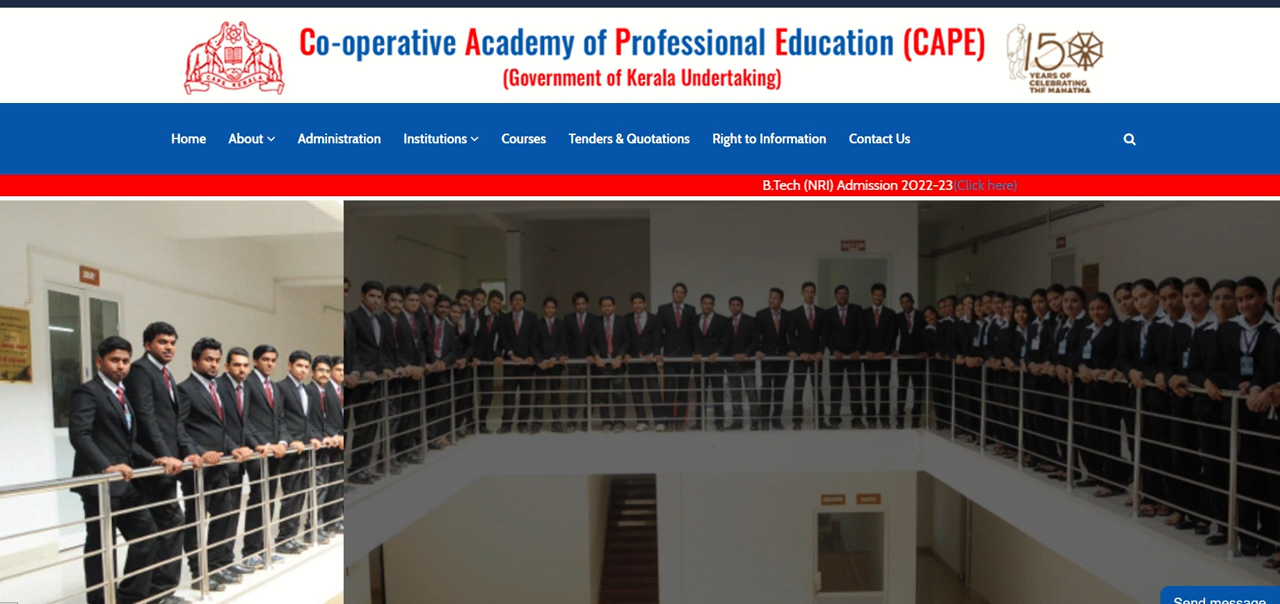 Co-operative Academy of Professional Education (CAPE)
(Government of Kerala Undertaking)
CAPE KERALA
150
YEARS OF
CELEBRATING
THE MAHATMA
Home About Administration Institutions Courses Tenders & Quotations Right to Information Contact Us
B.Tech (NRI) Admission 2022-23(Click here)
Send message